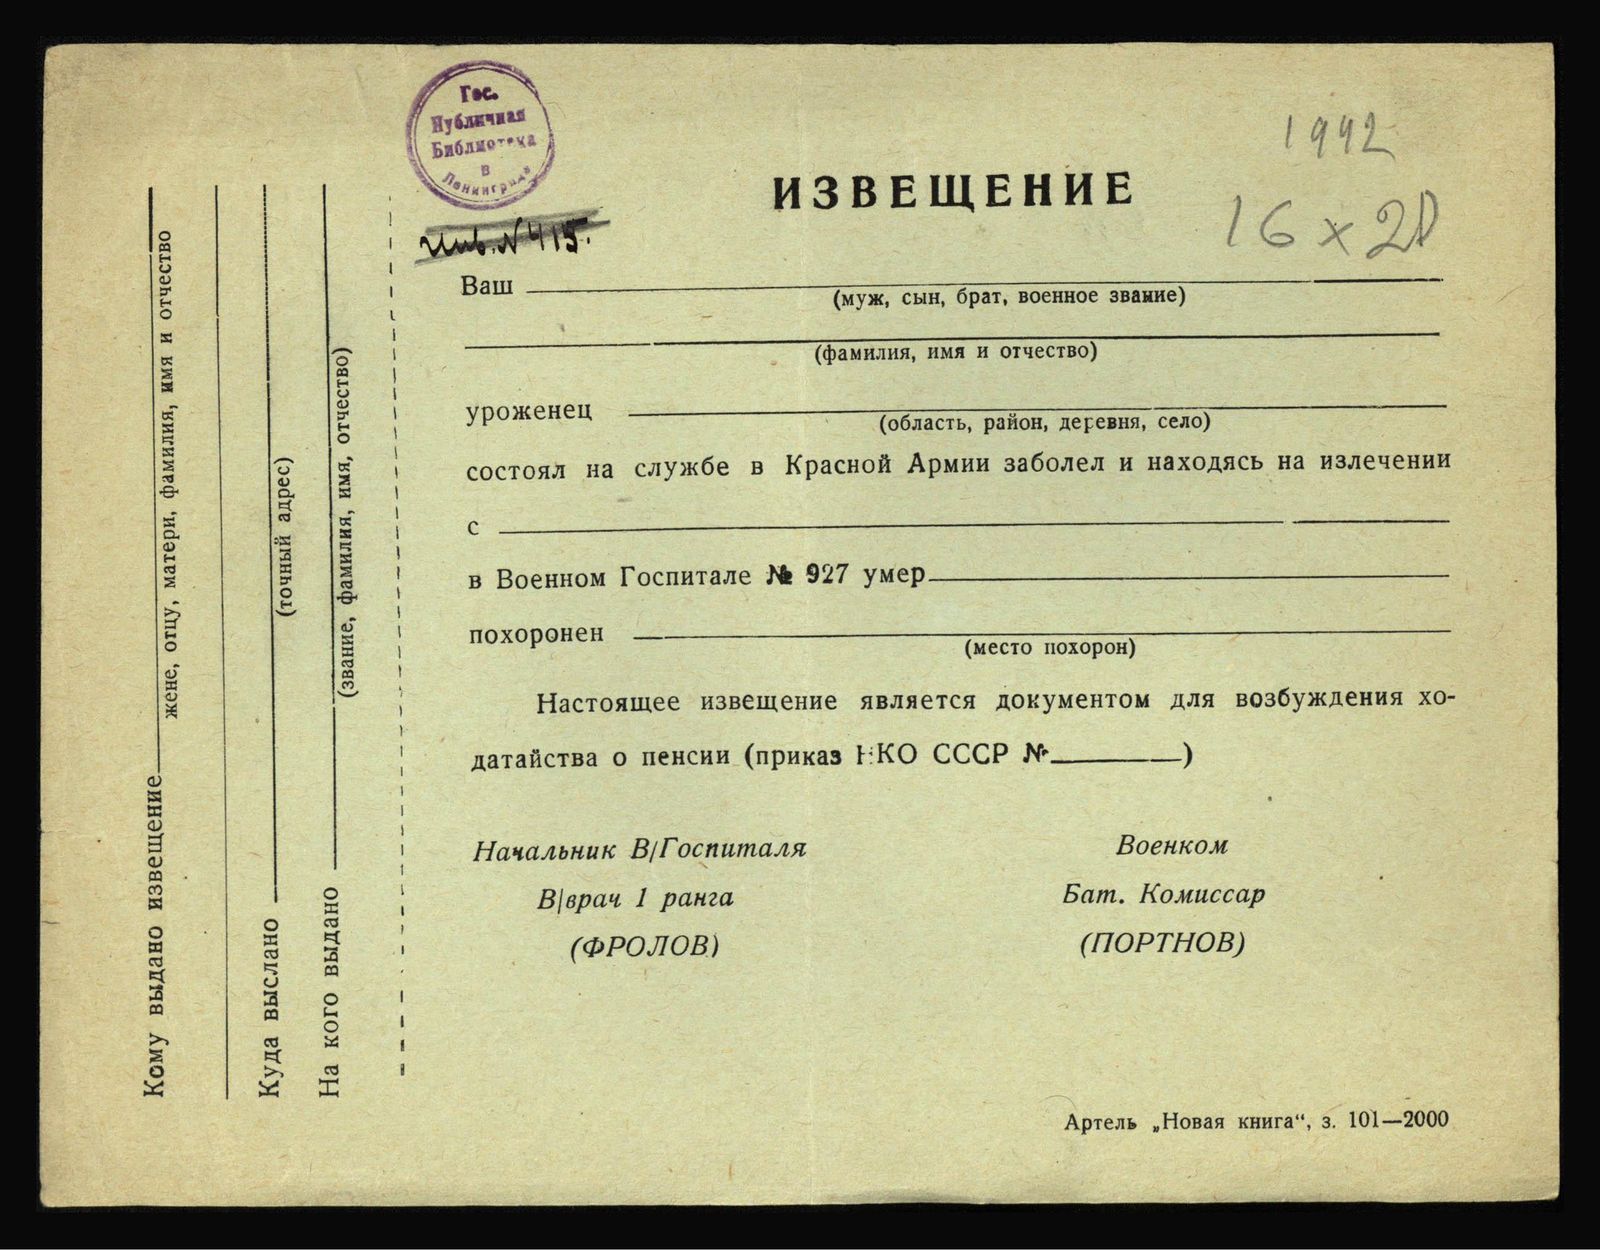 Гос.
Публичная
Библиотека
в
Ленинграде
Инв. N 415.
1942
16 х 20
ИЗВЕЩЕНИЕ
Ваш
(муж, сын, брат, военное звание)
(фамилия, имя и отчество)
уроженец
(область, район, деревня, село)
состоял на службе в Красной Армии заболел и находясь на излечении
с
в Военном Госпитале № 927 умер
похоронен
(место похорон)
Настоящее извещение является документом для возбуждения хо-
датайства о пенсии (приказ НКО СССР №)
Начальник В/Госпиталя
В/врач 1 ранга
(ФРОЛОВ)
Военком
Бат. Комиссар
(ПОРТНОВ)
Артель „Новая книга“, з. 101—2000
Кому выдано извещение
жене, отцу, матери, фамилия, имя и отчество
Куда выслано
(точный адрес)
На кого выдано
(звание, фамилия, имя, отчество)